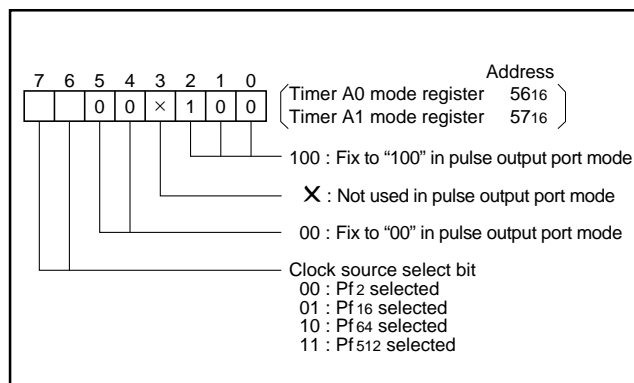 Address
7 6 5 4 3 2 1 0
0 0 × 1 0 0
Timer A0 mode register 5616
Timer A1 mode register 5716
100 : Fix to “100” in pulse output port mode
× : Not used in pulse output port mode
00 : Fix to “00” in pulse output port mode
Clock source select bit
00 : Pf2 selected
01 : Pf16 selected
10 : Pf64 selected
11 : Pf512 selected